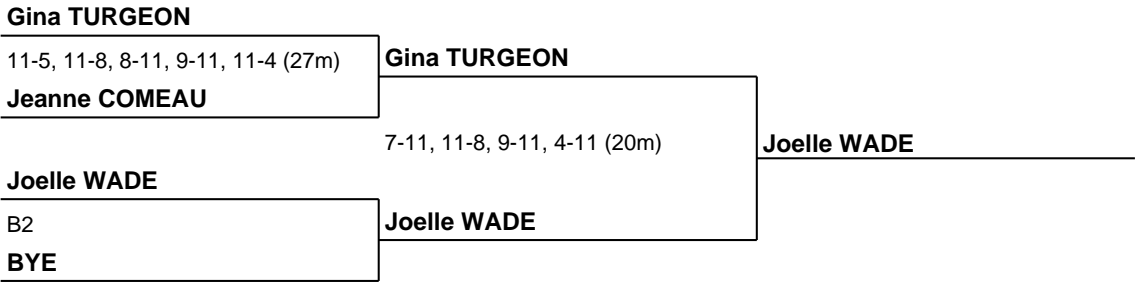 Gina TURGEON
11-5, 11-8, 8-11, 9-11, 11-4 (27m)
Gina TURGEON
Jeanne COMEAU
7-11, 11-8, 9-11, 4-11 (20m)
Joelle WADE
Joelle WADE
B2
Joelle WADE
BYE